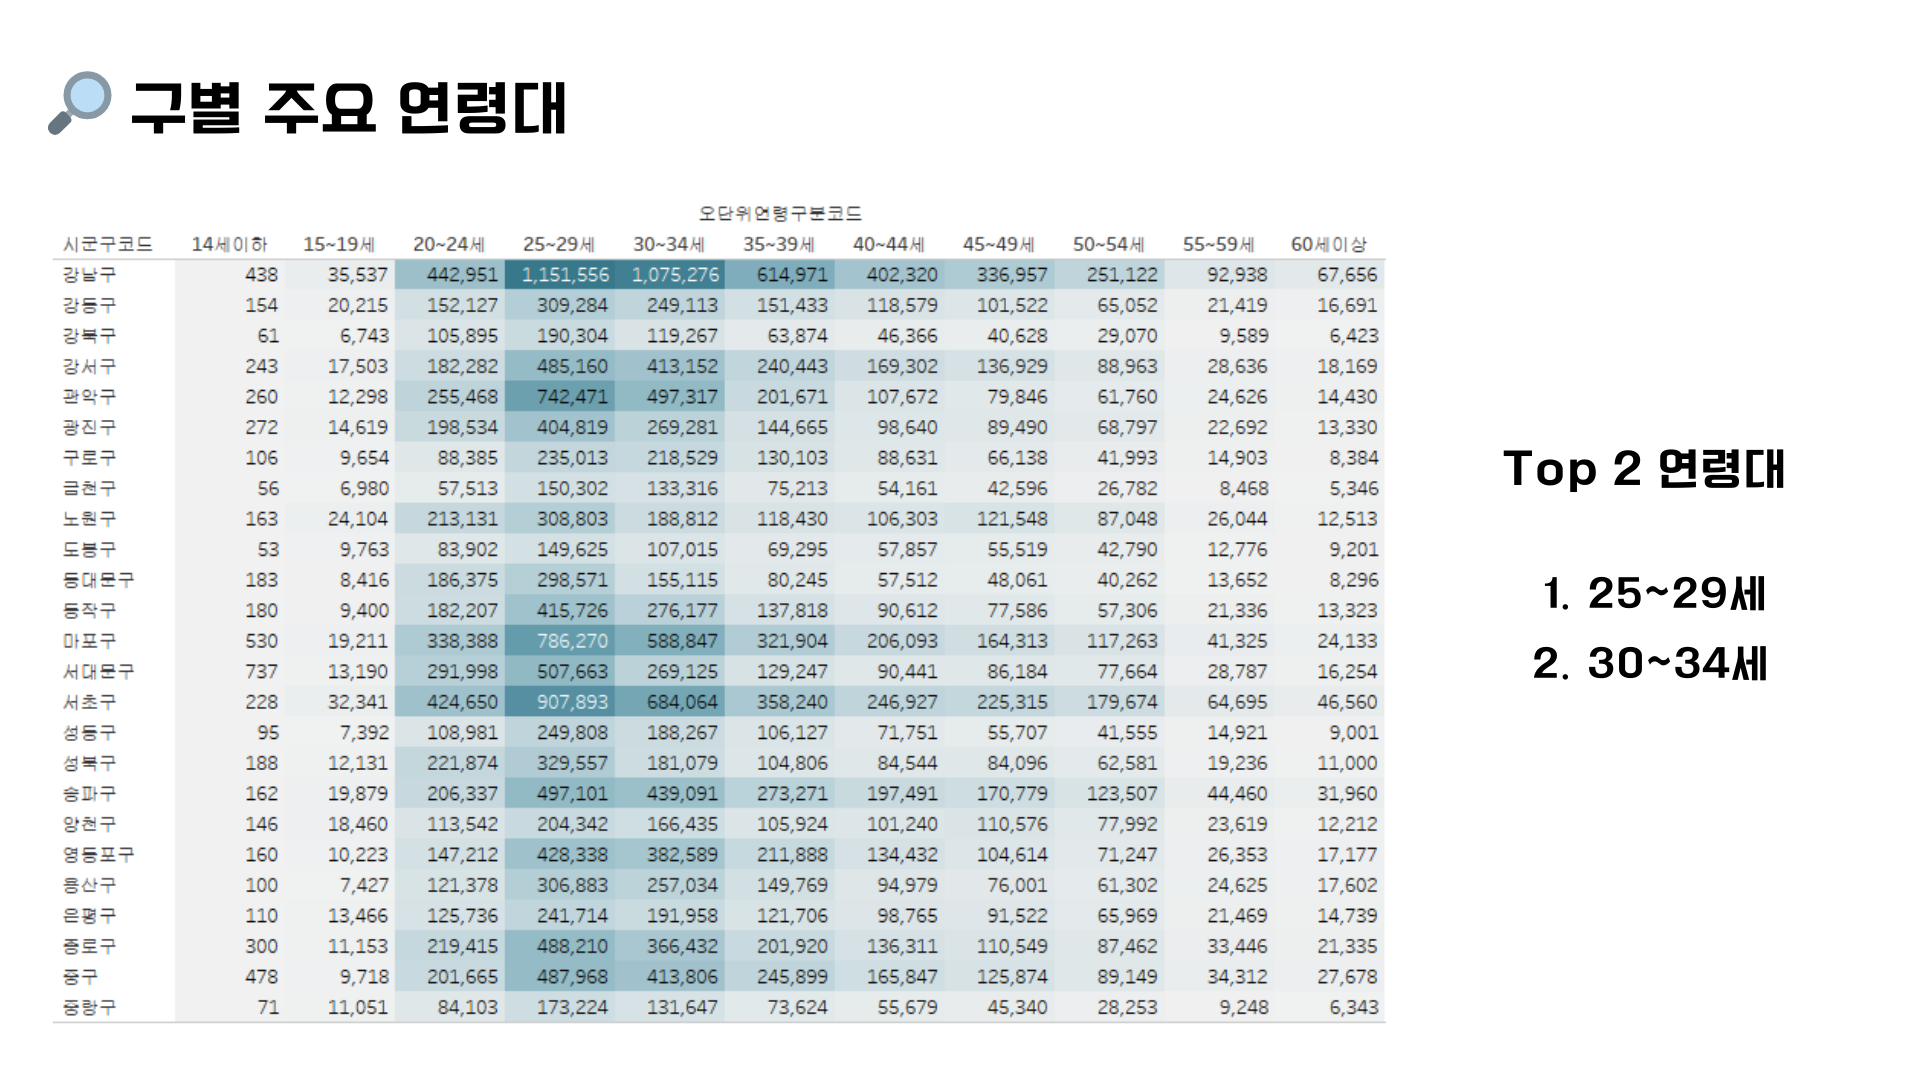 구별 주요 연령대
오단위연령구분코드
시군구코드 14세이하 15~19세 20~24세 25~29세 30~34세 35~39세 40~44세 45~49세 50~54세 55~59세 60세이상
강남구 438 35,537 442,951 1,151,556 1,075,276 614,971 402,320 336,957 251,122 92,938 67,656
강동구 154 20,215 152,127 309,284 249,113 151,433 118,579 101,522 65,052 21,419 16,691
강북구 61 6,743 105,895 190,304 119,267 63,874 46,366 40,628 29,070 9,589 6,423
강서구 243 17,503 182,282 485,160 413,152 240,443 169,302 136,929 88,963 28,636 18,169
관악구 260 12,298 255,468 742,471 497,317 201,671 107,672 79,846 61,760 24,626 14,430
광진구 272 14,619 198,534 404,819 269,281 144,665 98,640 89,490 68,797 22,692 13,330
구로구 106 9,654 88,385 235,013 218,529 130,103 88,631 66,138 41,993 14,903 8,384
금천구 56 6,980 57,513 150,302 133,316 75,213 54,161 42,596 26,782 8,468 5,346
노원구 163 24,104 213,131 308,803 188,812 118,430 106,303 121,548 87,048 26,044 12,513
도봉구 53 9,763 83,902 149,625 107,015 69,295 57,857 55,519 42,790 12,776 9,201
동대문구 183 8,416 186,375 298,571 155,115 80,245 57,512 48,061 40,262 13,652 8,296
동작구 180 9,400 182,207 415,726 276,177 137,818 90,612 77,586 57,306 21,336 13,323
마포구 530 19,211 338,388 786,270 588,847 321,904 206,093 164,313 117,263 41,325 24,133
서대문구 737 13,190 291,998 507,663 269,125 129,247 90,441 86,184 77,664 28,787 16,254
서초구 228 32,341 424,650 907,893 684,064 358,240 246,927 225,315 179,674 64,695 46,560
성동구 95 7,392 108,981 249,808 188,267 106,127 71,751 55,707 41,555 14,921 9,001
성북구 188 12,131 221,874 329,557 181,079 104,806 84,544 84,096 62,581 19,236 11,000
송파구 162 19,879 206,337 497,101 439,091 273,271 197,491 170,779 123,507 44,460 31,960
양천구 146 18,460 113,542 204,342 166,435 105,924 101,240 110,576 77,992 23,619 12,212
영등포구 160 10,223 147,212 428,338 382,589 211,888 134,432 104,614 71,247 26,353 17,177
용산구 100 7,427 121,378 306,883 257,034 149,769 94,979 76,001 61,302 24,625 17,602
은평구 110 13,466 125,736 241,714 191,958 121,706 98,765 91,522 65,969 21,469 14,739
종로구 300 11,153 219,415 488,210 366,432 201,920 136,311 110,549 87,462 33,446 21,335
중구 478 9,718 201,665 487,968 413,806 245,899 165,847 125,874 89,149 34,312 27,678
중랑구 71 11,051 84,103 173,224 131,647 73,624 55,679 45,340 28,253 9,248 6,343
Top 2 연령대
1. 25~29세
2. 30~34세